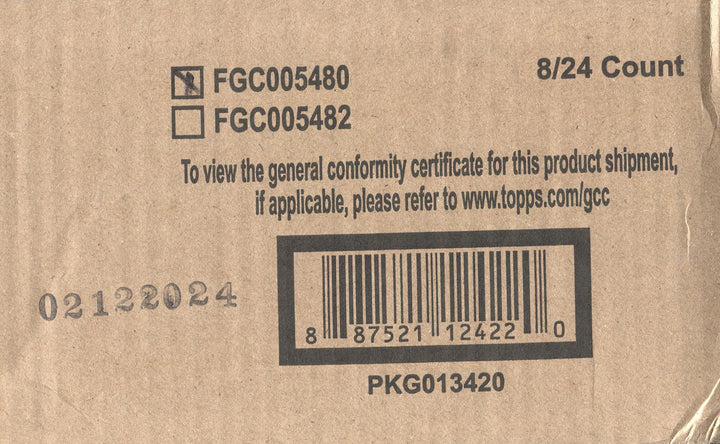 FGC005480
8/24 Count
FGC005482
To view the general conformity certificate for this product shipment,
if applicable, please refer to www.topps.com/gcc
02122024
8 87521 12422 0
PKG013420